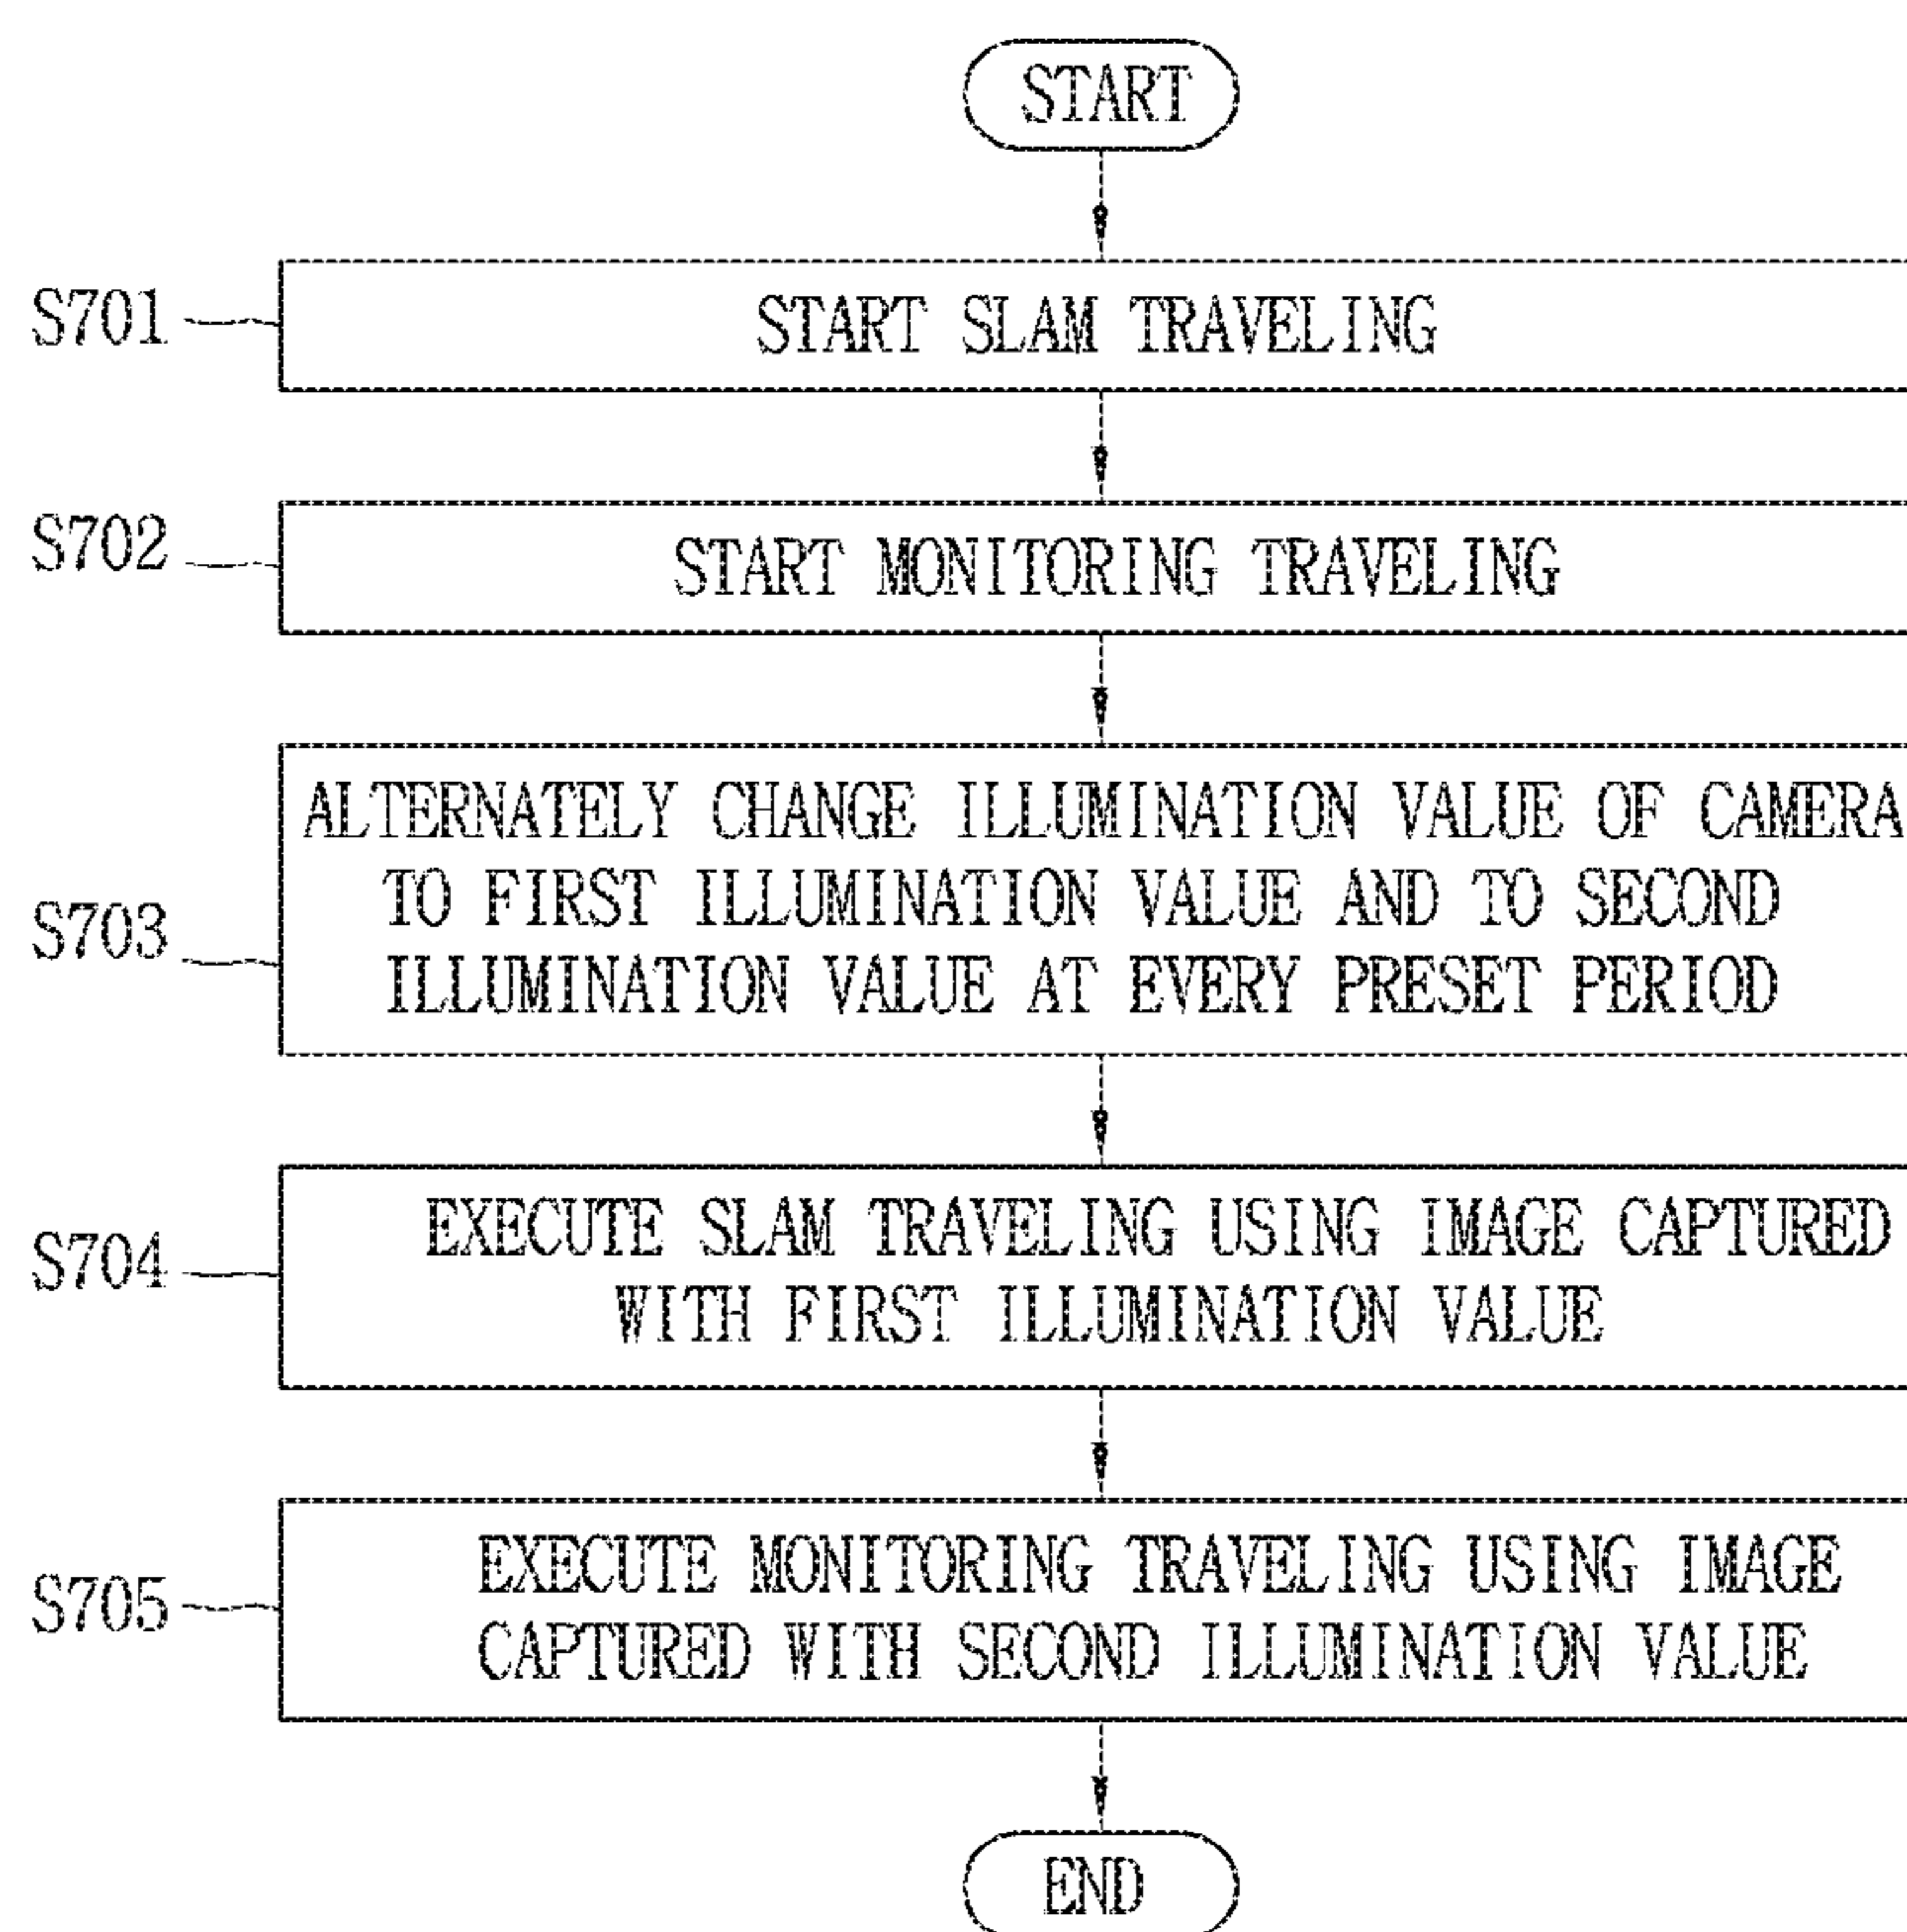 START
S701
START SLAM TRAVELING
S702
START MONITORING TRAVELING
S703
ALTERNATELY CHANGE ILLUMINATION VALUE OF CAMERA
TO FIRST ILLUMINATION VALUE AND TO SECOND
ILLUMINATION VALUE AT EVERY PRESET PERIOD
S704
EXECUTE SLAM TRAVELING USING IMAGE CAPTURED
WITH FIRST ILLUMINATION VALUE
S705
EXECUTE MONITORING TRAVELING USING IMAGE
CAPTURED WITH SECOND ILLUMINATION VALUE
END